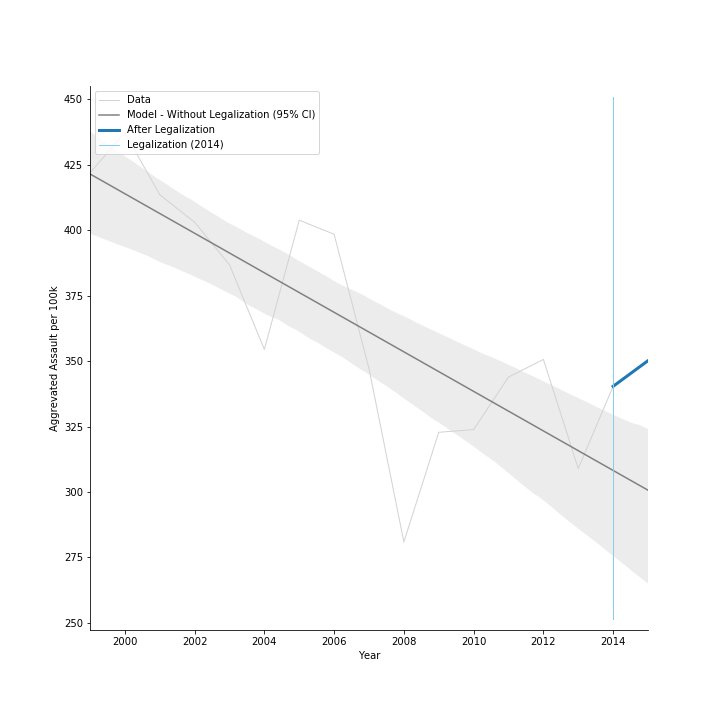 Data
Model - Without Legalization (95% CI)
After Legalization
Legalization (2014)
450
425
400
375
350
325
300
275
250
Aggrevated Assault per 100k
2000 2002 2004 2006 2008 2010 2012 2014
Year